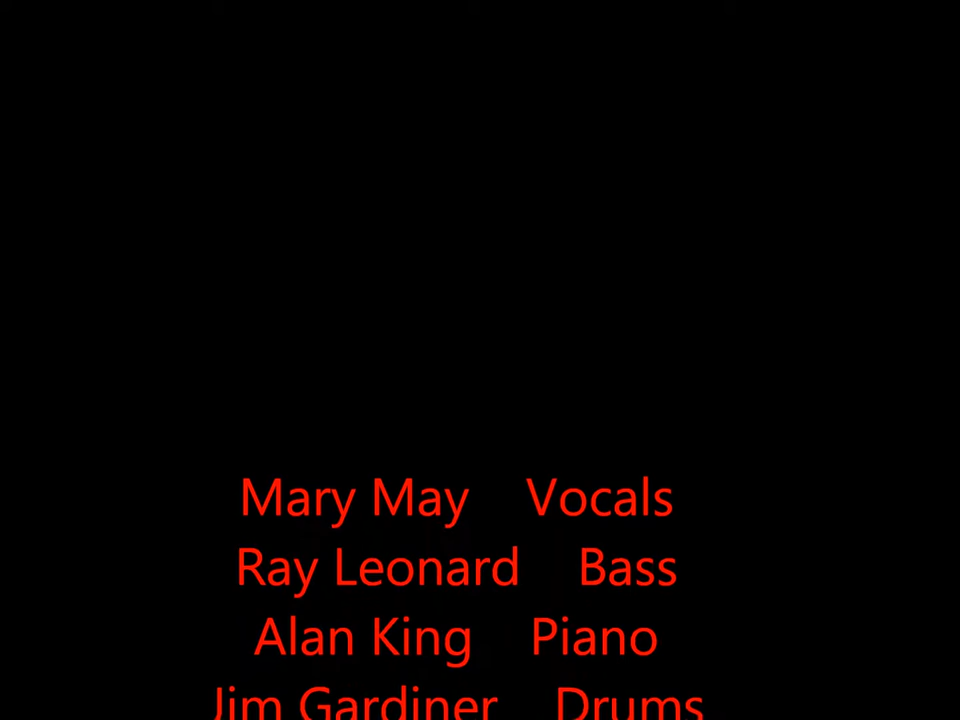 Mary May Vocals
Ray Leonard Bass
Alan King Piano
Jim Gardiner Drums